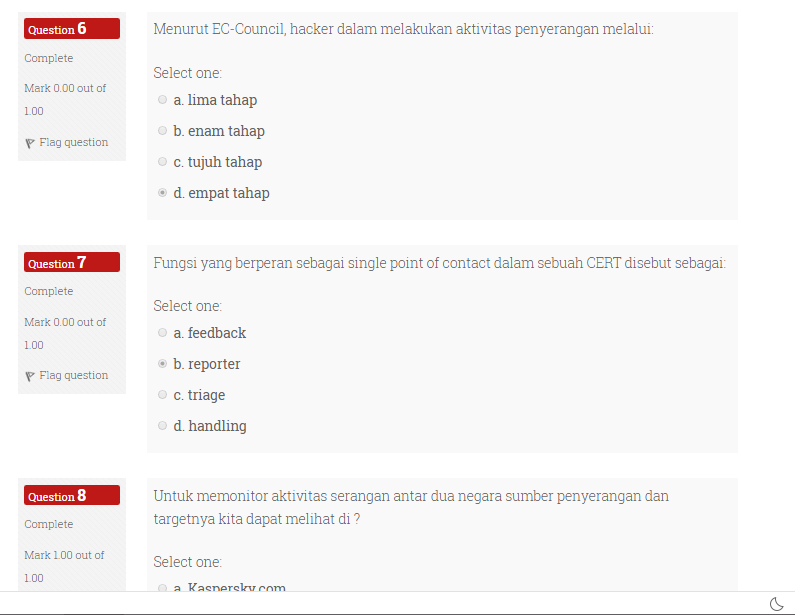 Question 6
Complete
Mark 0.00 out of
1.00
Flag question
Menurut EC-Council, hacker dalam melakukan aktivitas penyerangan melalui:
Select one:
a. lima tahap
b. enam tahap
c. tujuh tahap
d. empat tahap
Question 7
Complete
Mark 0.00 out of
1.00
Flag question
Fungsi yang berperan sebagai single point of contact dalam sebuah CERT disebut sebagai:
Select one:
a. feedback
b. reporter
c. triage
d. handling
Question 8
Complete
Mark 1.00 out of
1.00
Untuk memonitor aktivitas serangan antar dua negara sumber penyerangan dan
targetnya kita dapat melihat di ?
Select one:
a. Kaspersky.com